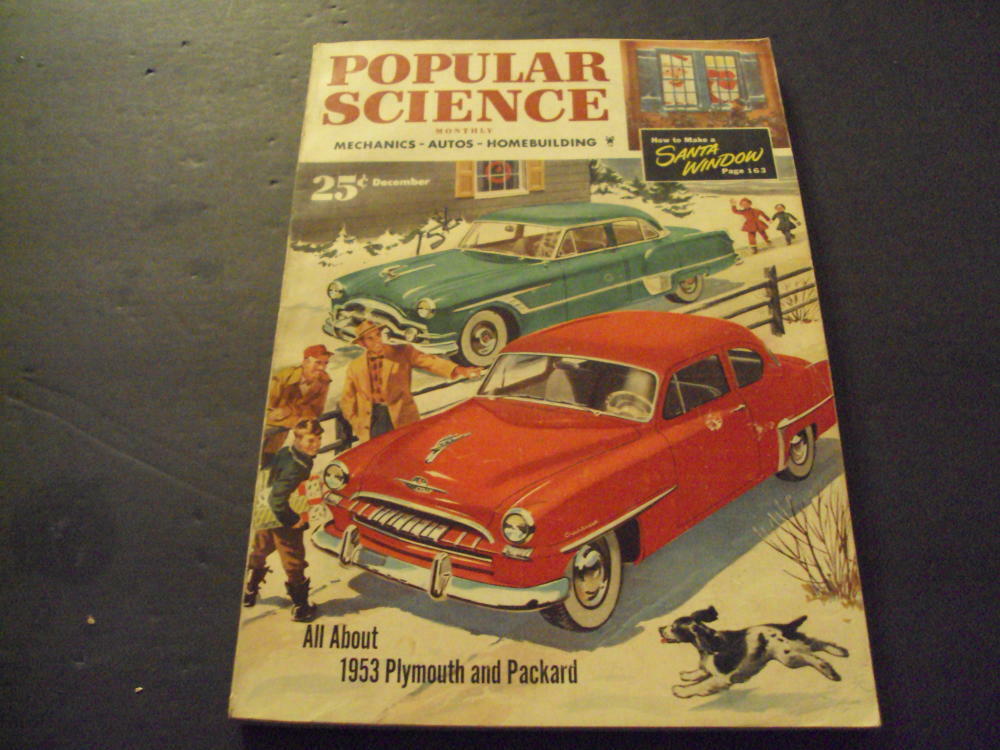 POPULAR
SCIENCE
MONTHLY
MECHANICS - AUTOS - HOMEBUILDING
How to Make a
SANTA
WINDOW
Page 163
25¢ December
All About
1953 Plymouth and Packard